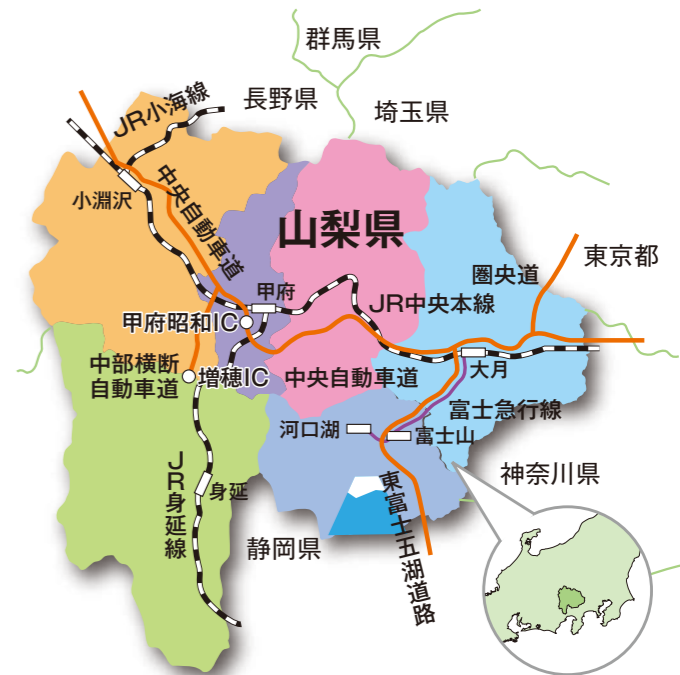 群馬県
長野県
埼玉県
JR小海線
小淵沢
中央自動車道
山梨県
東京都
圏央道
甲府
JR中央本線
甲府昭和IC
中部横断
自動車道
増穂IC
中央自動車道
大月
富士急行線
河口湖
富士山
神奈川県
JR身延線
身延
静岡県
東富士五湖道路